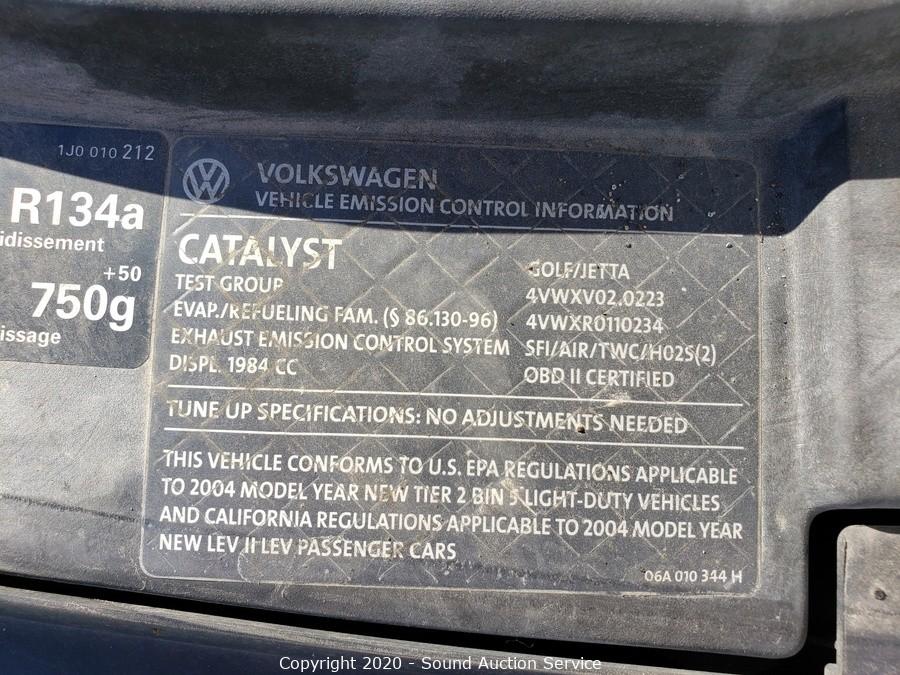 1J0 010 212
R134a
idissement
+50
750g
issage
VOLKSWAGEN
VEHICLE EMISSION CONTROL INFORMATION
CATALYST GOLF/JETTA
TEST GROUP 4VWXV02.0223
EVAP./REFUELING FAM. (§ 86.130-96) 4VWXR0110234
EXHAUST EMISSION CONTROL SYSTEM SFI/AIR/TWC/HO2S(2)
DISPL. 1984 CC OBD II CERTIFIED
TUNE UP SPECIFICATIONS: NO ADJUSTMENTS NEEDED
THIS VEHICLE CONFORMS TO U.S. EPA REGULATIONS APPLICABLE
TO 2004 MODEL YEAR NEW TIER 2 BIN 5 LIGHT-DUTY VEHICLES
AND CALIFORNIA REGULATIONS APPLICABLE TO 2004 MODEL YEAR
NEW LEV II LEV PASSENGER CARS
06A 010 344 H
Copyright 2020 - Sound Auction Service